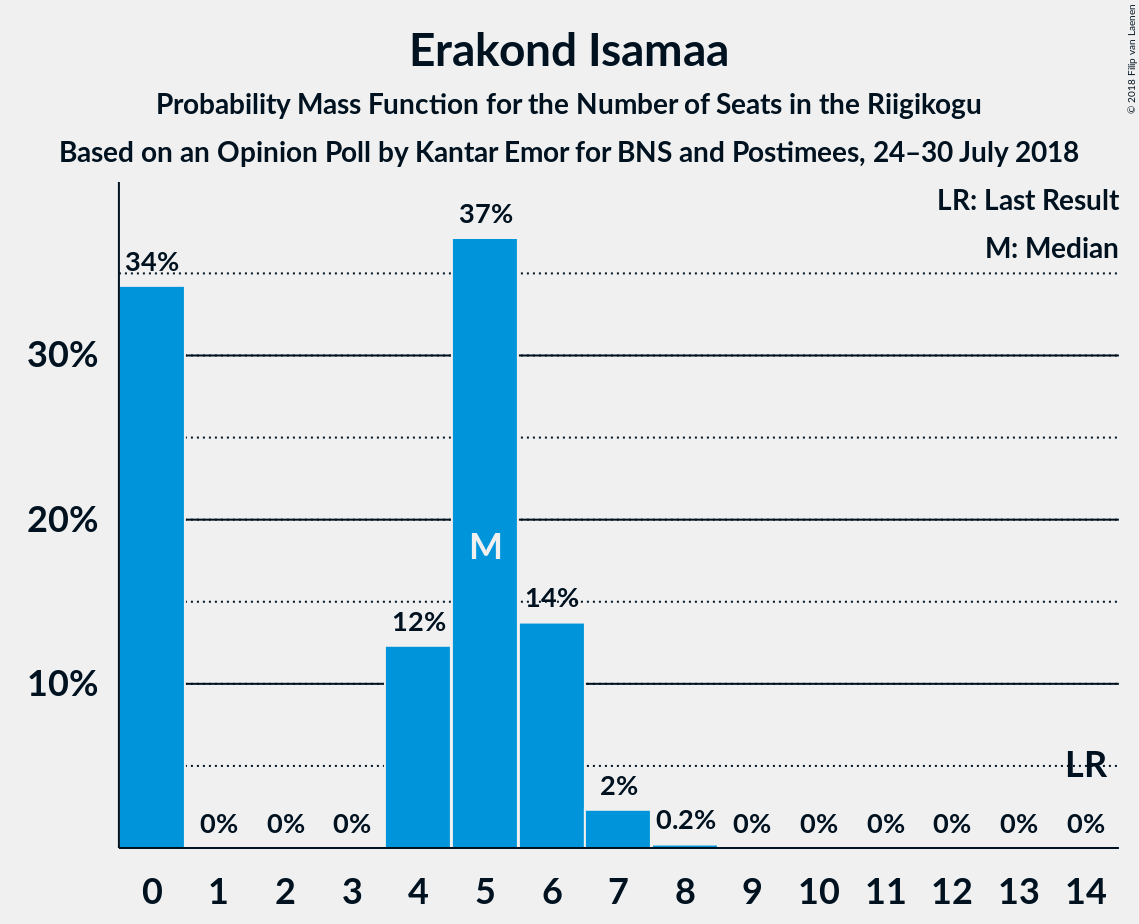 Erakond Isamaa
Probability Mass Function for the Number of Seats in the Riigikogu
Based on an Opinion Poll by Kantar Emor for BNS and Postimees, 24–30 July 2018
© 2018 Filip van Laenen
LR: Last Result
M: Median
37%
34%
30%
20%
M
14%
12%
10%
LR
2%
0% 0% 0% 0.2% 0% 0% 0% 0% 0% 0%
0 1 2 3 4 5 6 7 8 9 10 11 12 13 14